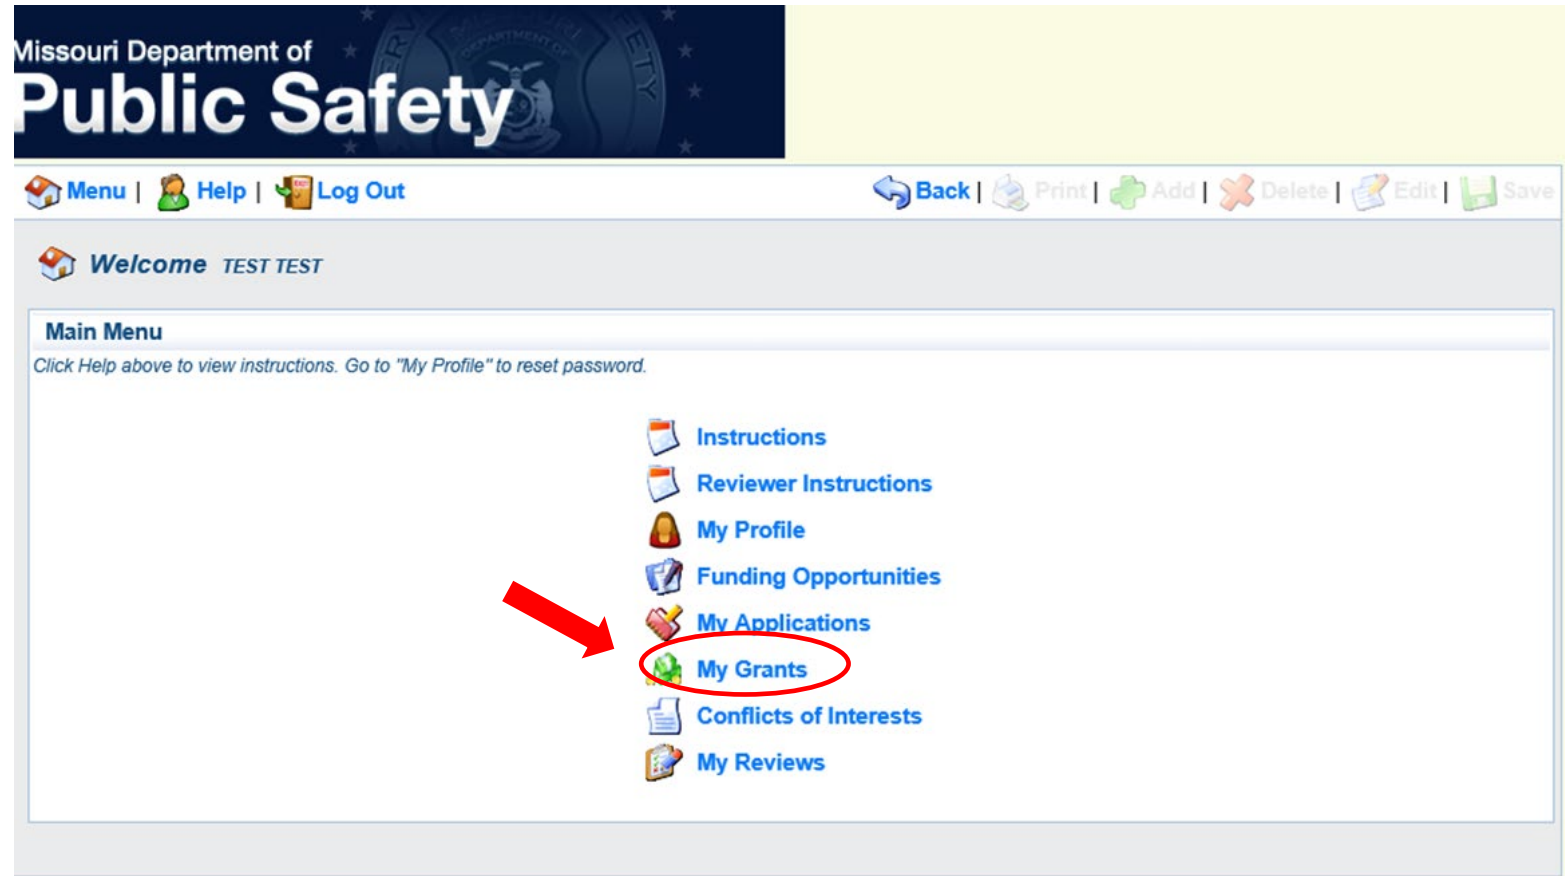 Missouri Department of
Public Safety
Menu | Help | Log Out
Back | Print | Add | Delete | Edit | Save
Welcome TEST TEST
Main Menu
Click Help above to view instructions. Go to "My Profile" to reset password.
Instructions
Reviewer Instructions
My Profile
Funding Opportunities
My Applications
My Grants
Conflicts of Interests
My Reviews